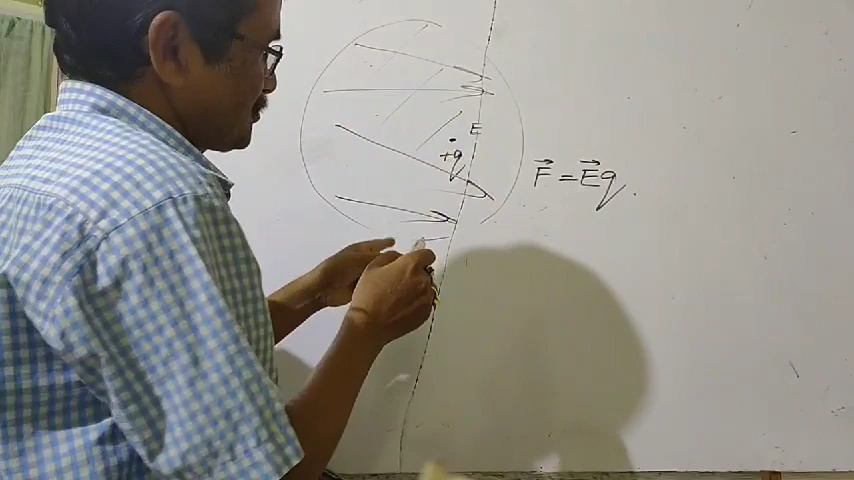 E
+q
F⃗ = E⃗q